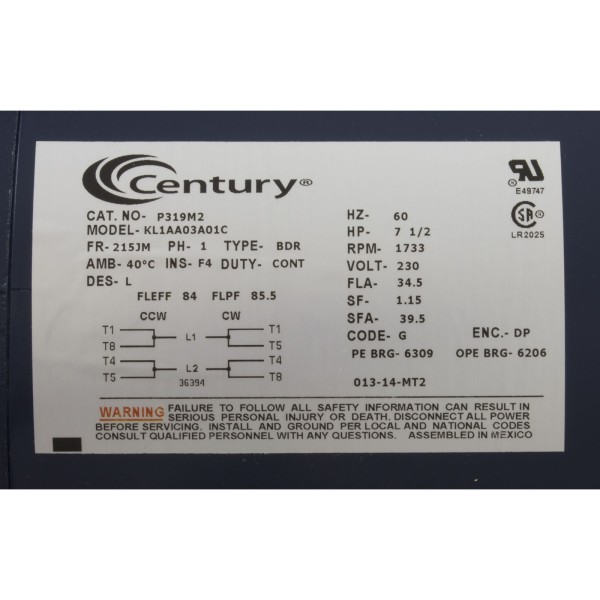 Century®
CAT. NO- P319M2
MODEL- KL1AA03A01C
FR- 215JM PH- 1 TYPE- BDR
AMB- 40°C INS- F4 DUTY- CONT
DES- L
FLEFF 84 FLPF 85.5
CCW CW
T1 L1 T1
T8 T5
T4 L2 T4
T5 T8
36394
HZ- 60
HP- 7 1/2
RPM- 1733
VOLT- 230
FLA- 34.5
SF- 1.15
SFA- 39.5
CODE- G ENC.- DP
PE BRG- 6309 OPE BRG- 6206
013-14-MT2
RU®
E49747
SA®
LR2025
WARNING FAILURE TO FOLLOW ALL SAFETY INFORMATION CAN RESULT IN
SERIOUS PERSONAL INJURY OR DEATH. DISCONNECT ALL POWER
BEFORE SERVICING. INSTALL AND GROUND PER LOCAL AND NATIONAL CODES
CONSULT QUALIFIED PERSONNEL WITH ANY QUESTIONS. ASSEMBLED IN MEXICO